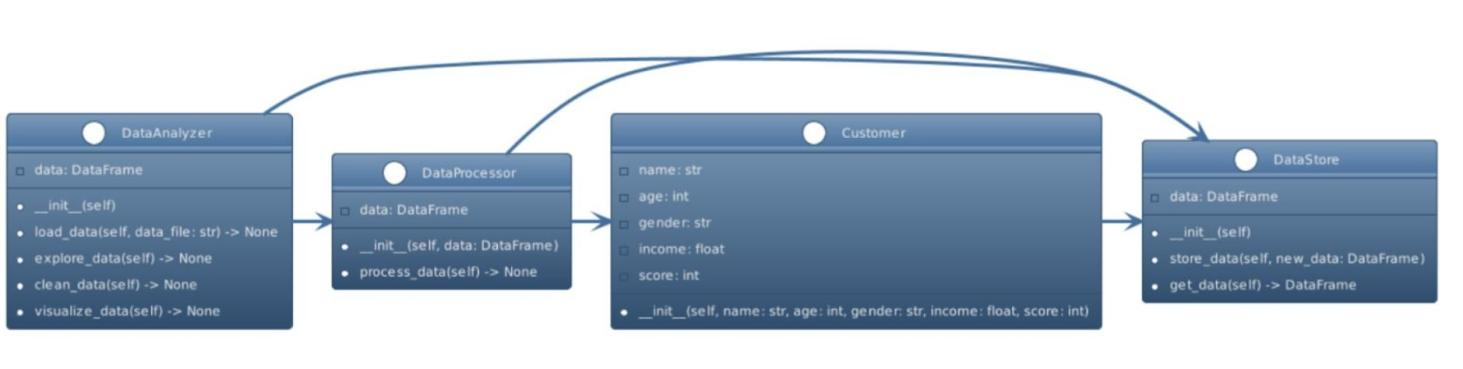 DataAnalyzer
data: DataFrame
__init__(self)
load_data(self, data_file: str) -> None
explore_data(self) -> None
clean_data(self) -> None
visualize_data(self) -> None
DataProcessor
data: DataFrame
__init__(self, data: DataFrame)
process_data(self) -> None
Customer
name: str
age: int
gender: str
income: float
score: int
__init__(self, name: str, age: int, gender: str, income: float, score: int)
DataStore
data: DataFrame
__init__(self)
store_data(self, new_data: DataFrame)
get_data(self) -> DataFrame